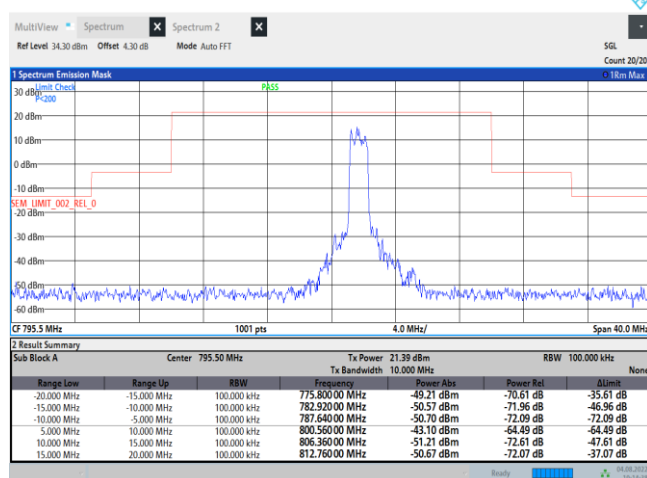 MultiView Spectrum X Spectrum 2 X
Ref Level 34.30 dBm Offset 4.30 dB Mode Auto FFT SGL
Count 20/20
1 Spectrum Emission Mask 1Rm Max
Limit Check PASS
P<200
30 dBm
20 dBm
10 dBm
0 dBm
-10 dBm
SEM_LIMIT_002_REL_0
-20 dBm
-30 dBm
-40 dBm
-50 dBm
-60 dBm
CF 795.5 MHz 1001 pts 4.0 MHz/ Span 40.0 MHz
2 Result Summary
Sub Block A Center 795.50 MHz Tx Power 21.39 dBm RBW 100.000 kHz
Tx Bandwidth 10.000 MHz None
Range Low Range Up RBW Frequency Power Abs Power Rel ΔLimit
-20.000 MHz -15.000 MHz 100.000 kHz 775.80000 MHz -49.21 dBm -70.61 dB -35.61 dB
-15.000 MHz -10.000 MHz 100.000 kHz 782.92000 MHz -50.57 dBm -71.96 dB -46.96 dB
-10.000 MHz -5.000 MHz 100.000 kHz 787.64000 MHz -50.70 dBm -72.09 dB -72.09 dB
5.000 MHz 10.000 MHz 100.000 kHz 800.56000 MHz -43.10 dBm -64.49 dB -64.49 dB
10.000 MHz 15.000 MHz 100.000 kHz 806.36000 MHz -51.21 dBm -72.61 dB -47.61 dB
15.000 MHz 20.000 MHz 100.000 kHz 812.76000 MHz -50.67 dBm -72.07 dB -37.07 dB
Ready